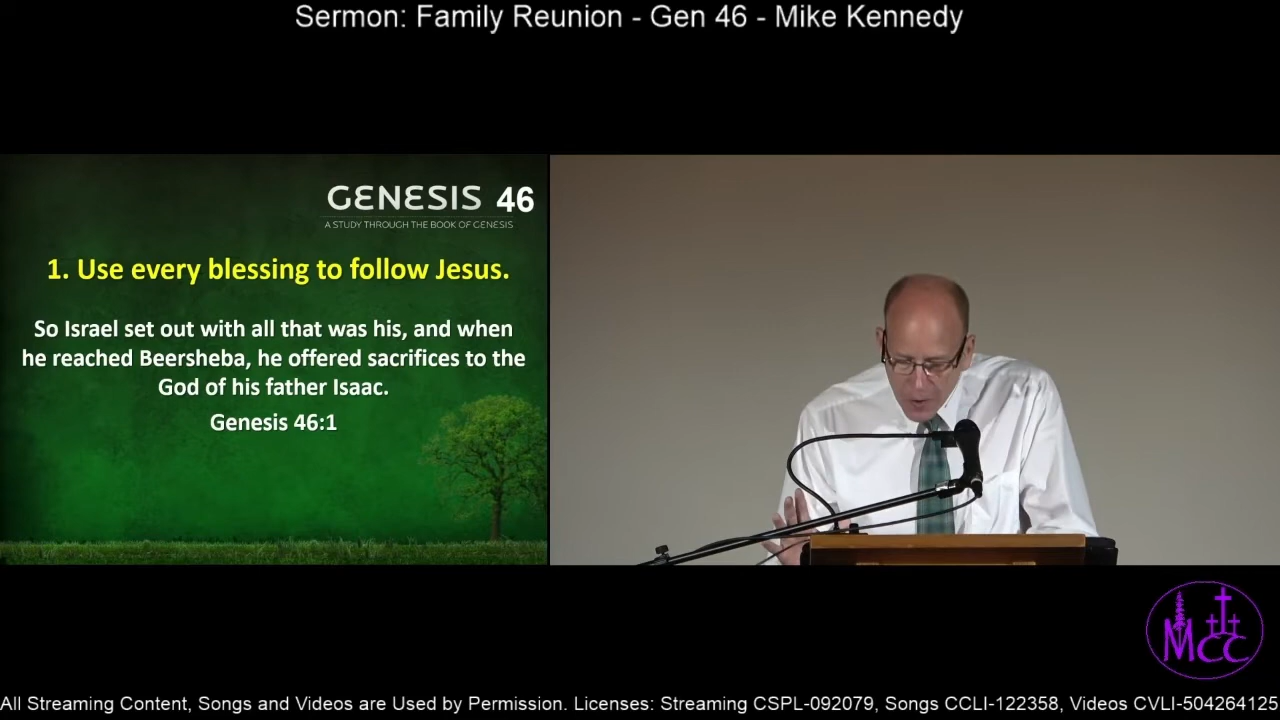 Sermon: Family Reunion - Gen 46 - Mike Kennedy
GENESIS 46
A STUDY THROUGH THE BOOK OF GENESIS
1. Use every blessing to follow Jesus.
So Israel set out with all that was his, and when
he reached Beersheba, he offered sacrifices to the
God of his father Isaac.
Genesis 46:1
MCC
All Streaming Content, Songs and Videos are Used by Permission. Licenses: Streaming CSPL-092079, Songs CCLI-122358, Videos CVLI-504264125